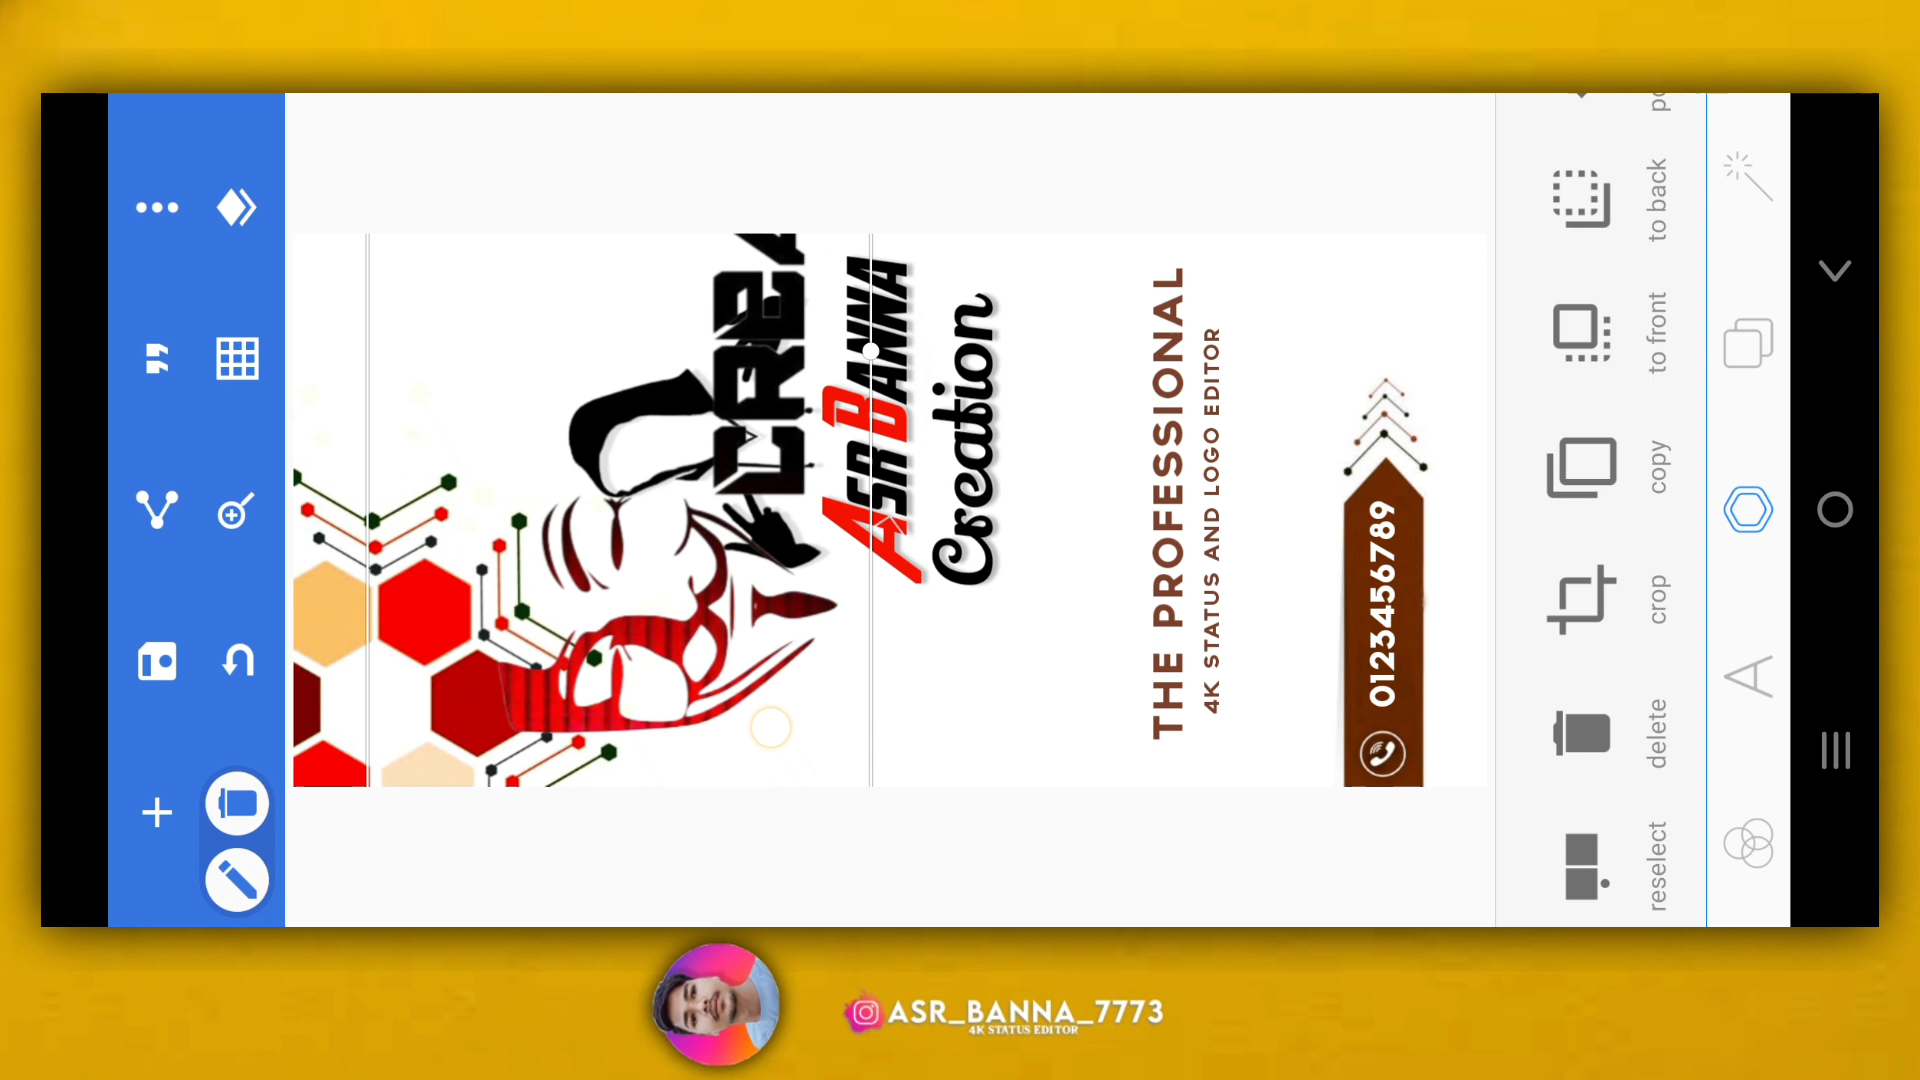 CREA
ASR BANNA
Creation
THE PROFESSIONAL
4K STATUS AND LOGO EDITOR
0123456789
reselect
delete
crop
copy
to front
to back
ASR_BANNA_7773
4K STATUS EDITOR